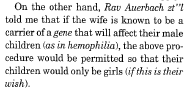 On the other hand, Rav Auerbach zt"l
told me that if the wife is known to be a
carrier of a gene that will affect their male
children (as in hemophilia), the above pro-
cedure would be permitted so that their
children would only be girls (if this is their
wish).